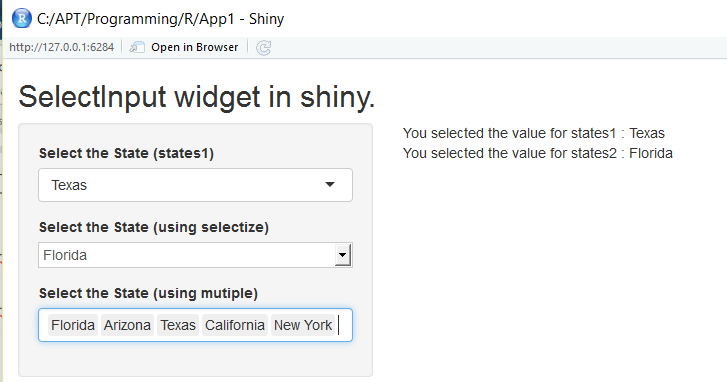 C:/APT/Programming/R/App1 - Shiny
http://127.0.0.1:6284 Open in Browser
SelectInput widget in shiny.
Select the State (states1)
Texas
Select the State (using selectize)
Florida
Select the State (using mutiple)
Florida Arizona Texas California New York
You selected the value for states1 : Texas
You selected the value for states2 : Florida